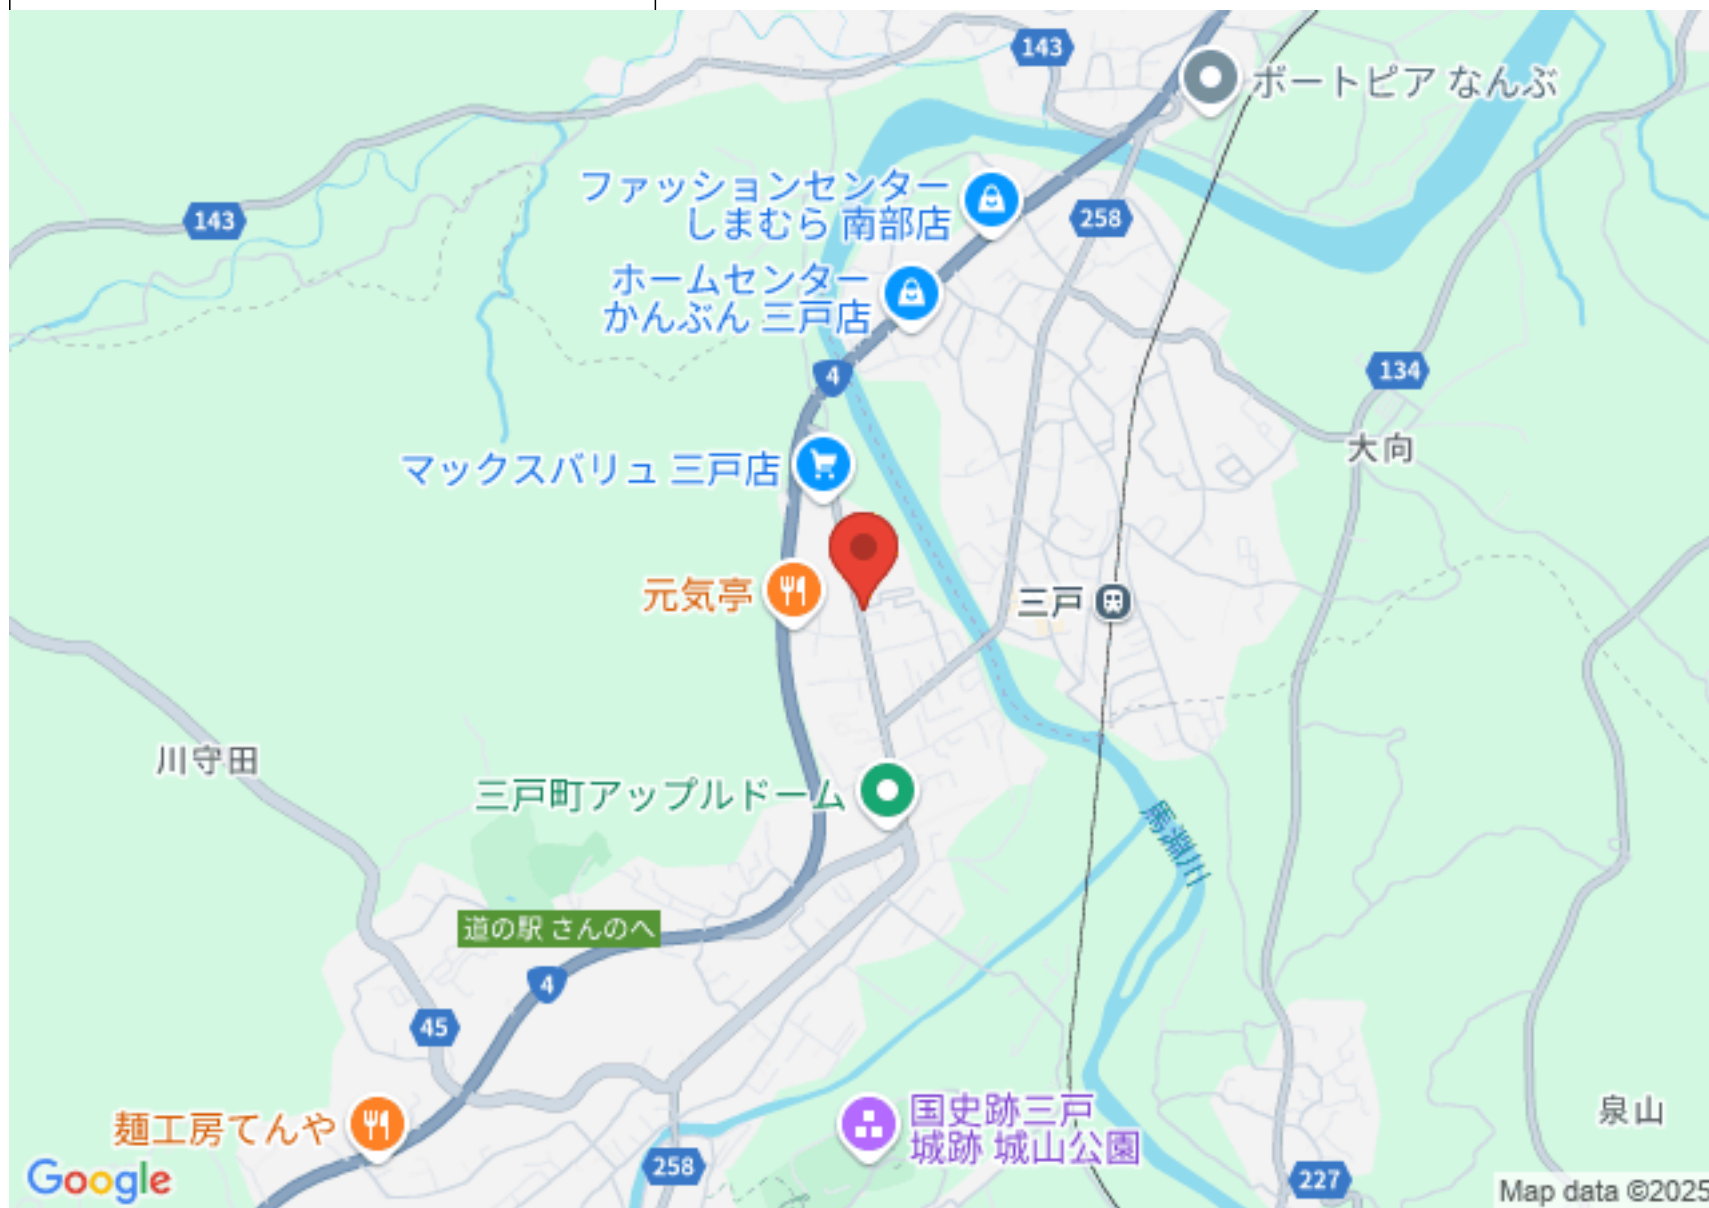 143
ボートピア なんぶ
ファッションセンター
しまむら 南部店
143
258
ホームセンター
かんぶん 三戸店
4
134
大向
マックスバリュ 三戸店
元気亭
三戸
川守田
三戸町アップルドーム
馬淵川
道の駅 さんのへ
4
45
麺工房てんや
国史跡三戸
城跡 城山公園
泉山
258
227
Google
Map data ©2025